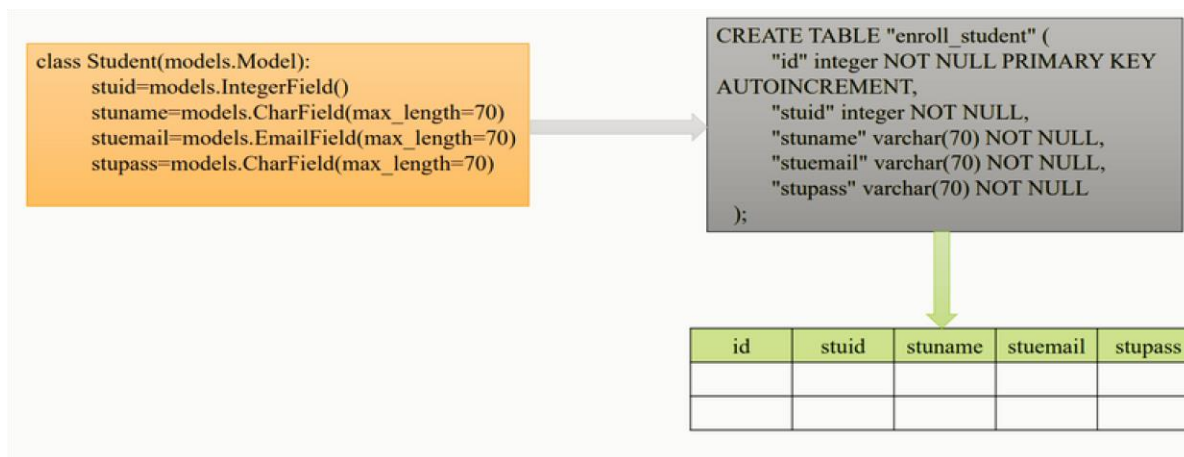 class Student(models.Model):
stuid=models.IntegerField()
stuname=models.CharField(max_length=70)
stuemail=models.EmailField(max_length=70)
stupass=models.CharField(max_length=70)
CREATE TABLE "enroll_student" (
"id" integer NOT NULL PRIMARY KEY
AUTOINCREMENT,
"stuid" integer NOT NULL,
"stuname" varchar(70) NOT NULL,
"stuemail" varchar(70) NOT NULL,
"stupass" varchar(70) NOT NULL
);
id stuid stuname stuemail stupass